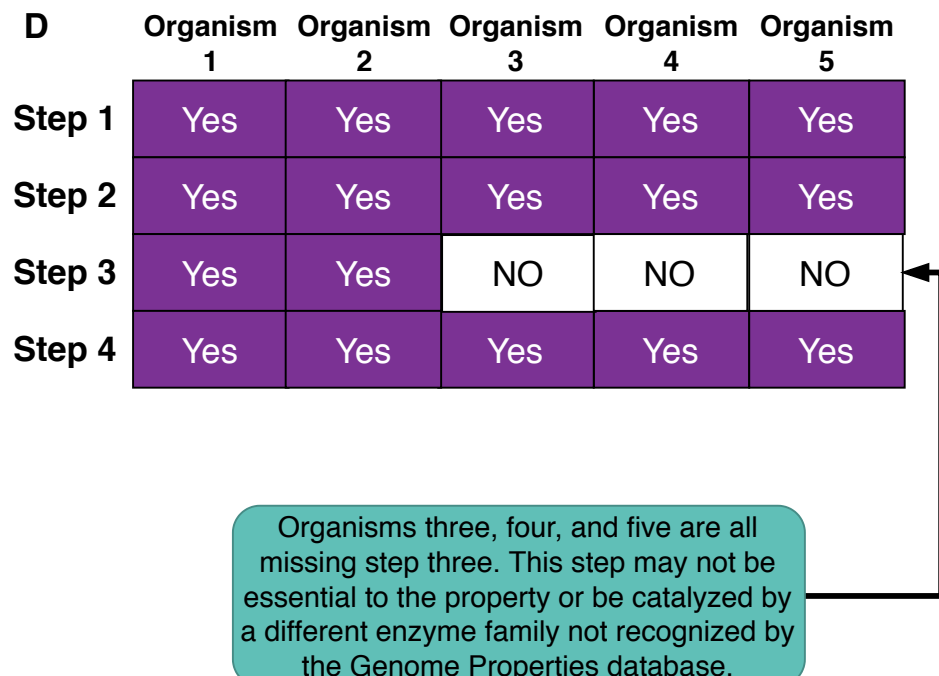 D Organism Organism Organism Organism Organism
1 2 3 4 5
Step 1 Yes Yes Yes Yes Yes
Step 2 Yes Yes Yes Yes Yes
Step 3 Yes Yes NO NO NO
Step 4 Yes Yes Yes Yes Yes
Organisms three, four, and five are all
missing step three. This step may not be
essential to the property or be catalyzed by
a different enzyme family not recognized by
the Genome Properties database.